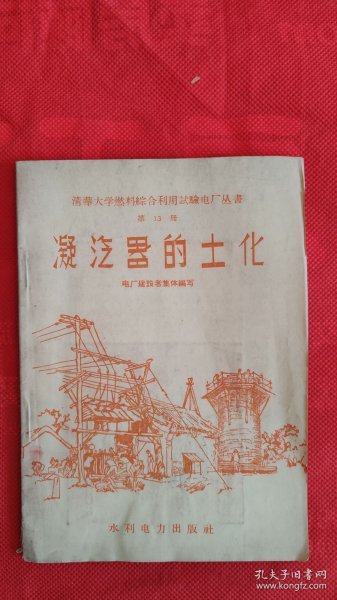 清華大学燃料綜合利用試驗电厂丛書
第13册
凝汽器的土化
电厂建設者集体編写
水利电力出版社
孔夫子旧书网
www.kongfz.com